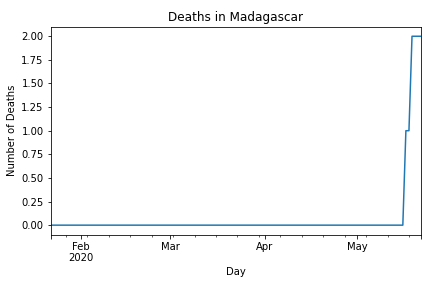 Deaths in Madagascar
2.00
1.75
1.50
1.25
1.00
0.75
0.50
0.25
0.00
Number of Deaths
Feb
2020
Mar
Apr
May
Day